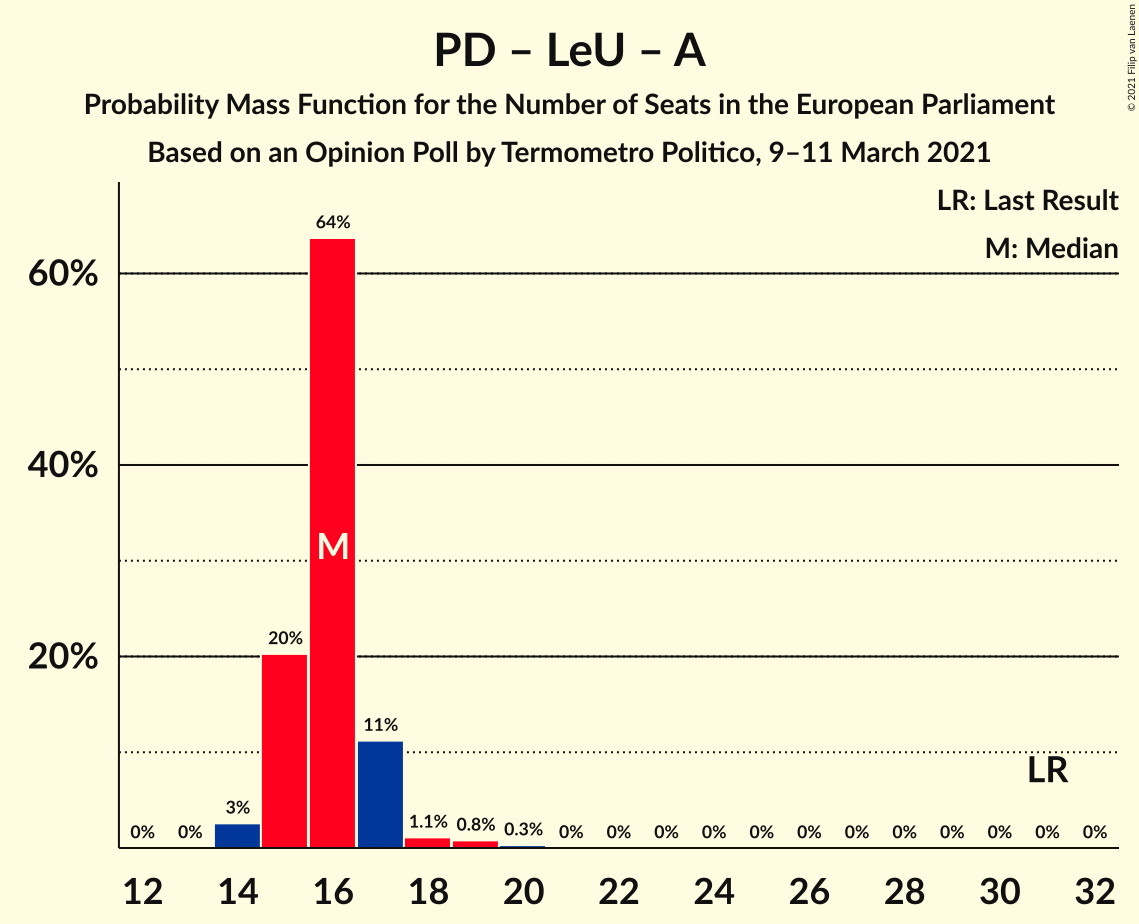 PD – LeU – A
Probability Mass Function for the Number of Seats in the European Parliament
Based on an Opinion Poll by Termometro Politico, 9–11 March 2021
© 2021 Filip van Laenen
LR: Last Result
M: Median
60%
40%
20%
0% 0% 3% 20% 64% 11% 1.1% 0.8% 0.3% 0% 0% 0% 0% 0% 0% 0% 0% 0% 0% 0% 0%
M
LR
12 14 16 18 20 22 24 26 28 30 32